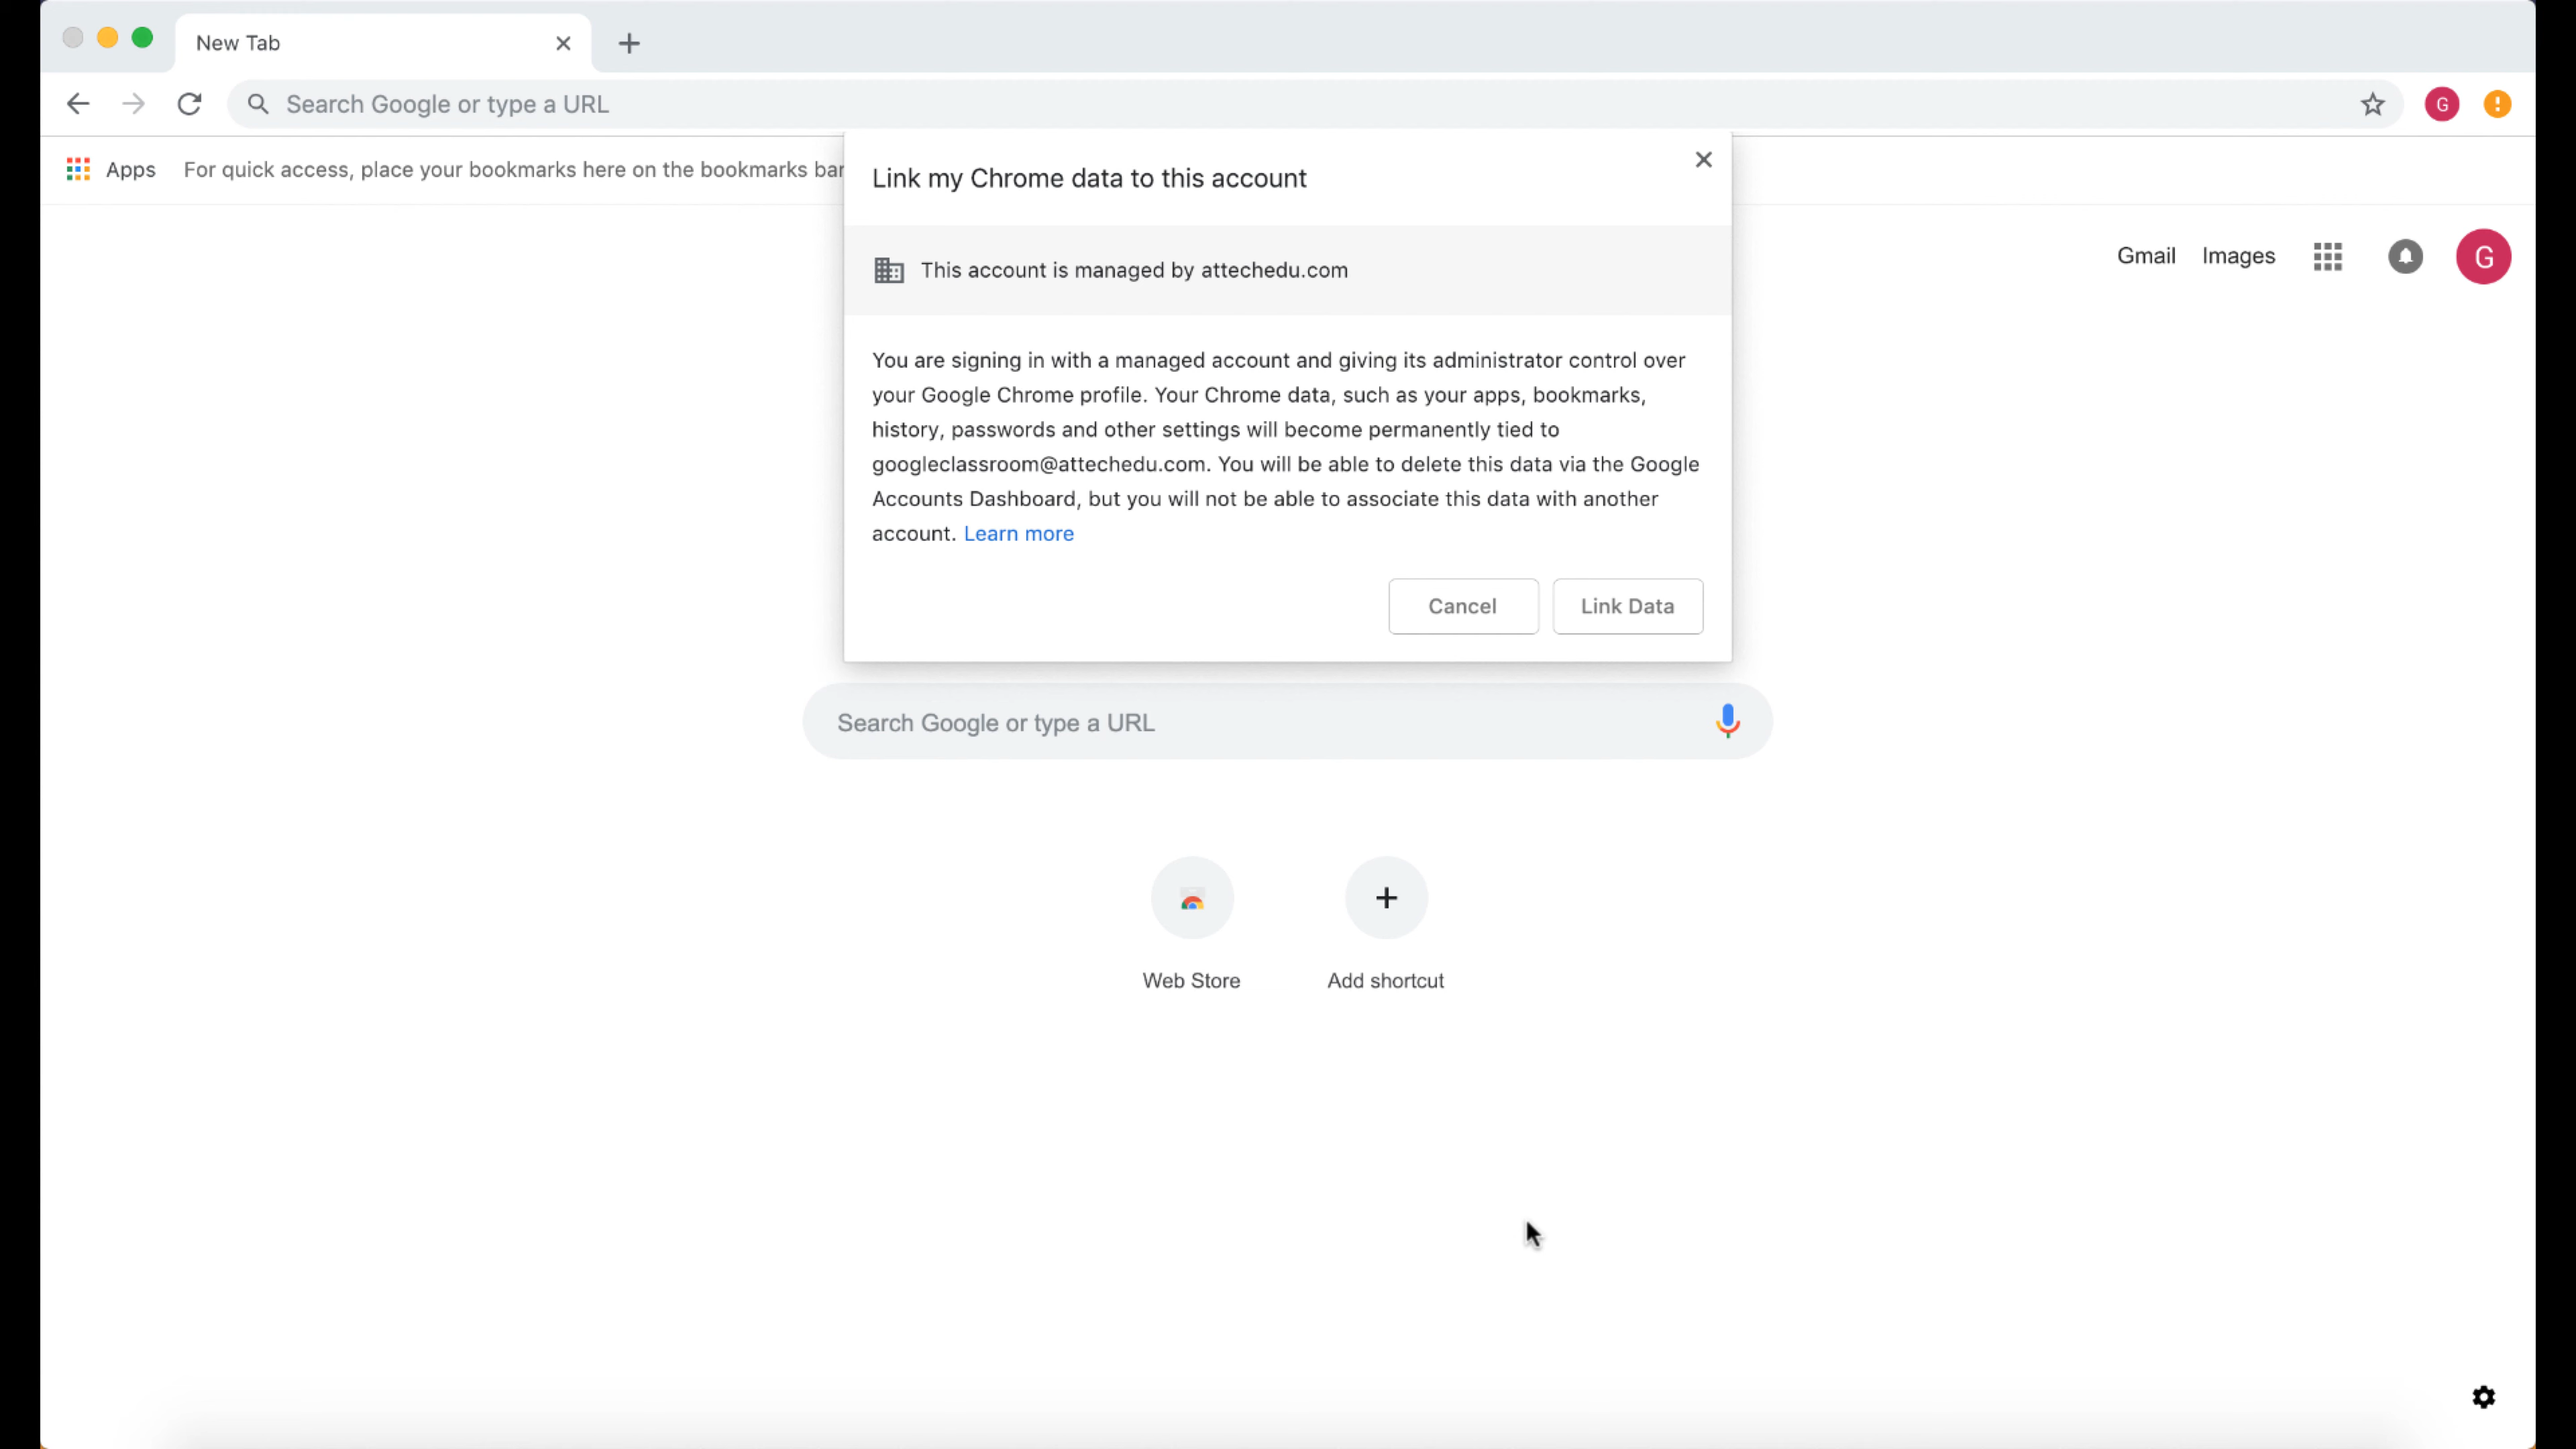 New Tab
Search Google or type a URL
G
Apps
For quick access, place your bookmarks here on the bookmarks bar
Link my Chrome data to this account
This account is managed by attechedu.com
You are signing in with a managed account and giving its administrator control over
your Google Chrome profile. Your Chrome data, such as your apps, bookmarks,
history, passwords and other settings will become permanently tied to
googleclassroom@attechedu.com. You will be able to delete this data via the Google
Accounts Dashboard, but you will not be able to associate this data with another
account. Learn more
Cancel
Link Data
Gmail
Images
G
Search Google or type a URL
Web Store
Add shortcut